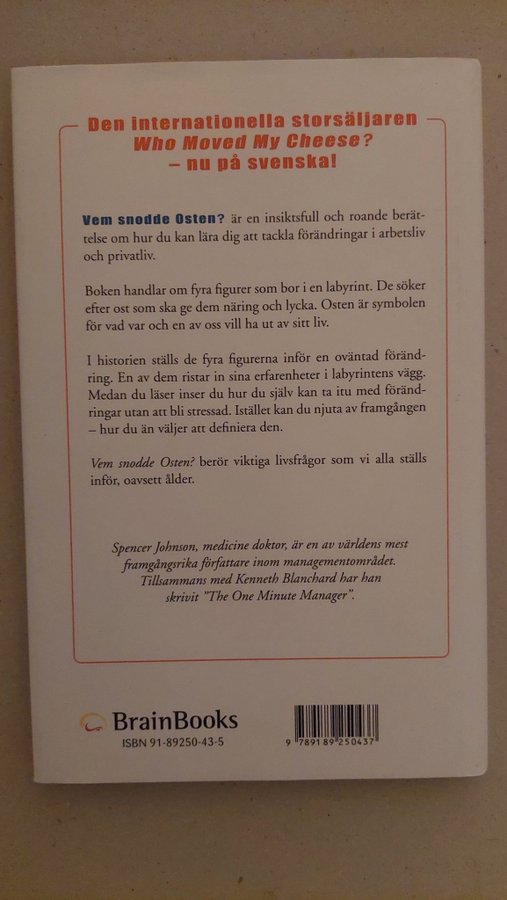 Den internationella storsäljaren
Who Moved My Cheese?
– nu på svenska!
Vem snodde Osten? är en insiktsfull och roande berät-
telse om hur du kan lära dig att tackla förändringar i arbetsliv
och privatliv.
Boken handlar om fyra figurer som bor i en labyrint. De söker
efter ost som ska ge dem näring och lycka. Osten är symbolen
för vad var och en av oss vill ha ut av sitt liv.
I historien ställs de fyra figurerna inför en oväntad föränd-
ring. En av dem ristar in sina erfarenheter i labyrintens vägg.
Medan du läser inser du hur du själv kan ta itu med föränd-
ringar utan att bli stressad. Istället kan du njuta av framgången
– hur du än väljer att definiera den.
Vem snodde Osten? berör viktiga livsfrågor som vi alla ställs
inför, oavsett ålder.
Spencer Johnson, medicine doktor, är en av världens mest
framgångsrika författare inom managementområdet.
Tillsammans med Kenneth Blanchard har han
skrivit ”The One Minute Manager”.
BrainBooks
ISBN 91-89250-43-5
9 789189 250437